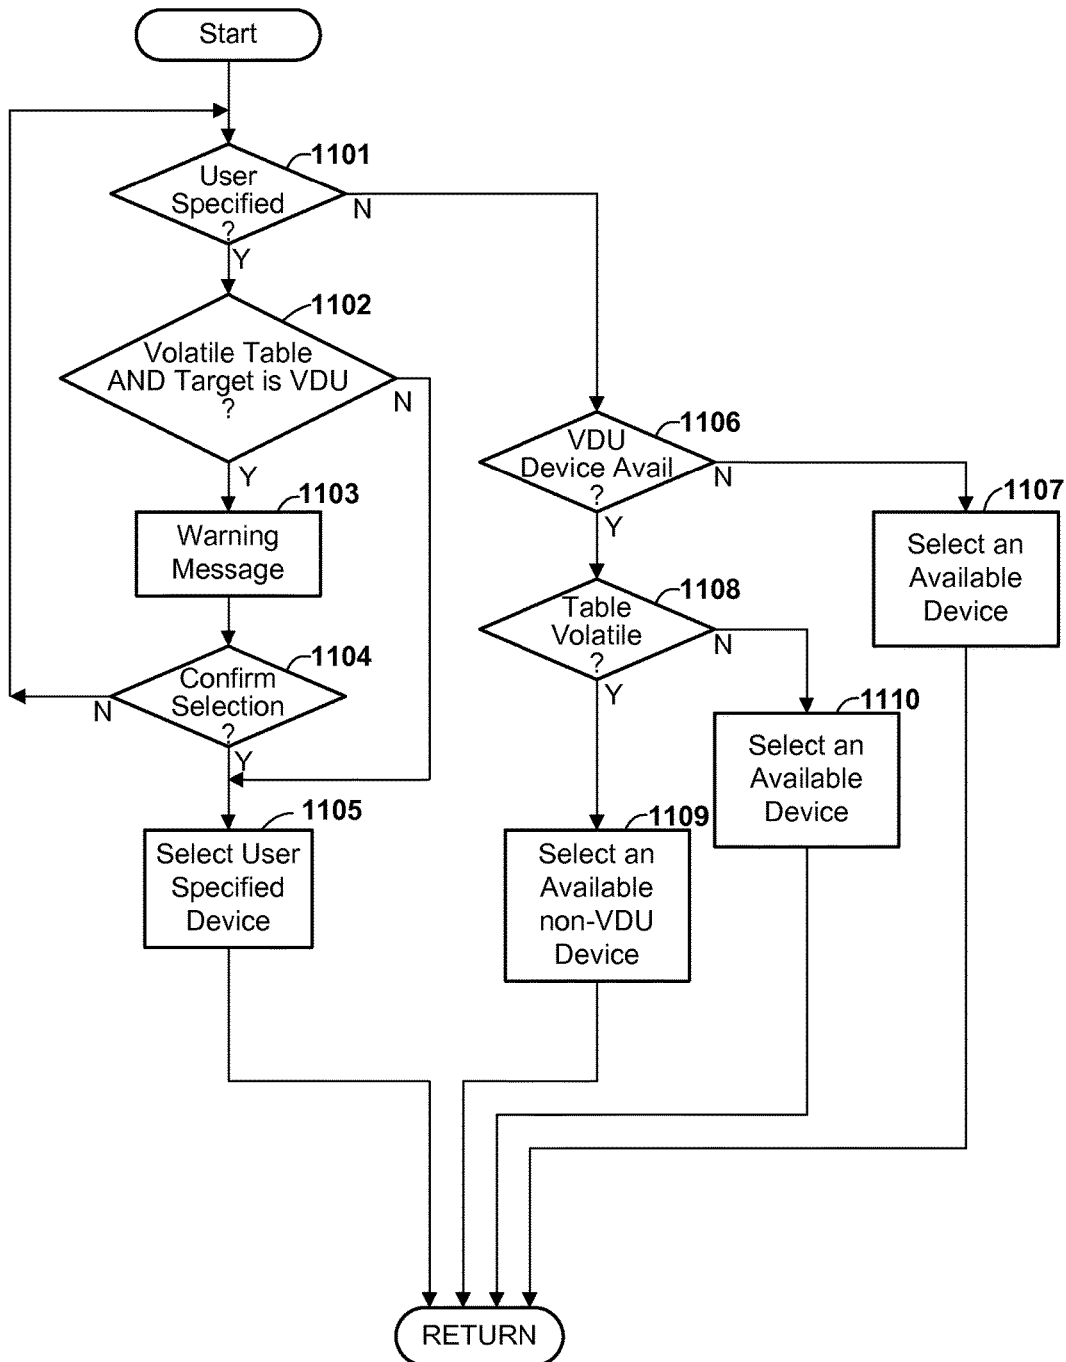 Start
1101
User
Specified
?
N
Y
1102
Volatile Table
AND Target is VDU
?
N
Y
1103
Warning
Message
1104
Confirm
Selection
?
N
Y
1105
Select User
Specified
Device
1106
VDU
Device Avail
?
N
Y
1107
Select an
Available
Device
1108
Table
Volatile
?
N
Y
1110
Select an
Available
Device
1109
Select an
Available
non-VDU
Device
RETURN